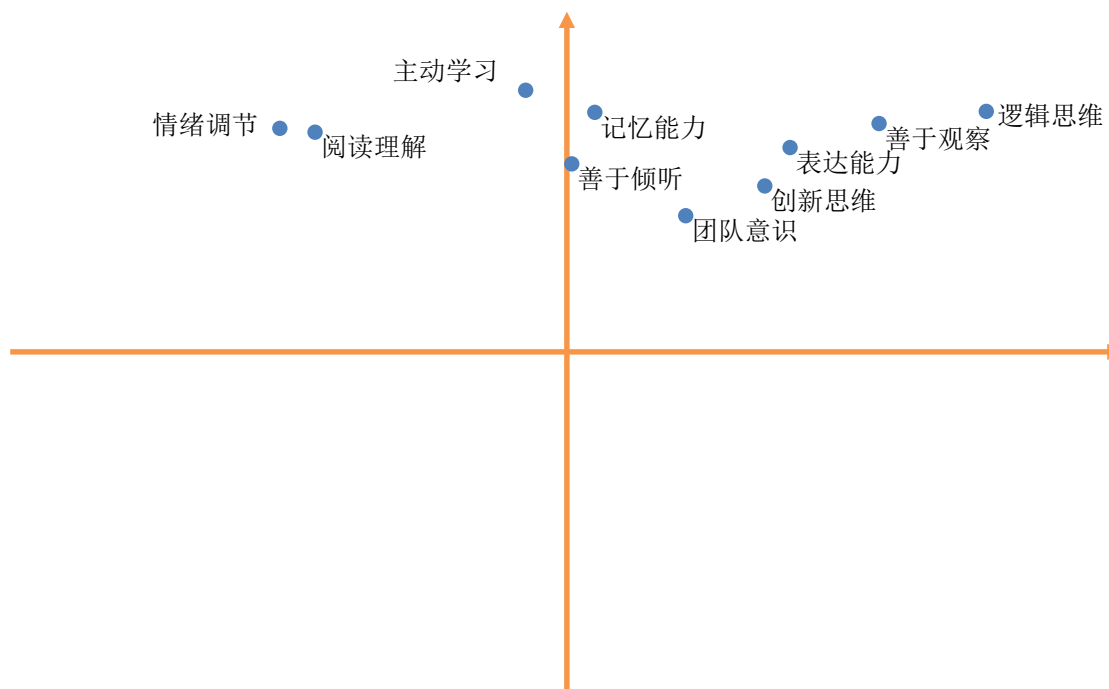 主动学习
情绪调节
阅读理解
记忆能力
逻辑思维
善于观察
表达能力
善于倾听
创新思维
团队意识